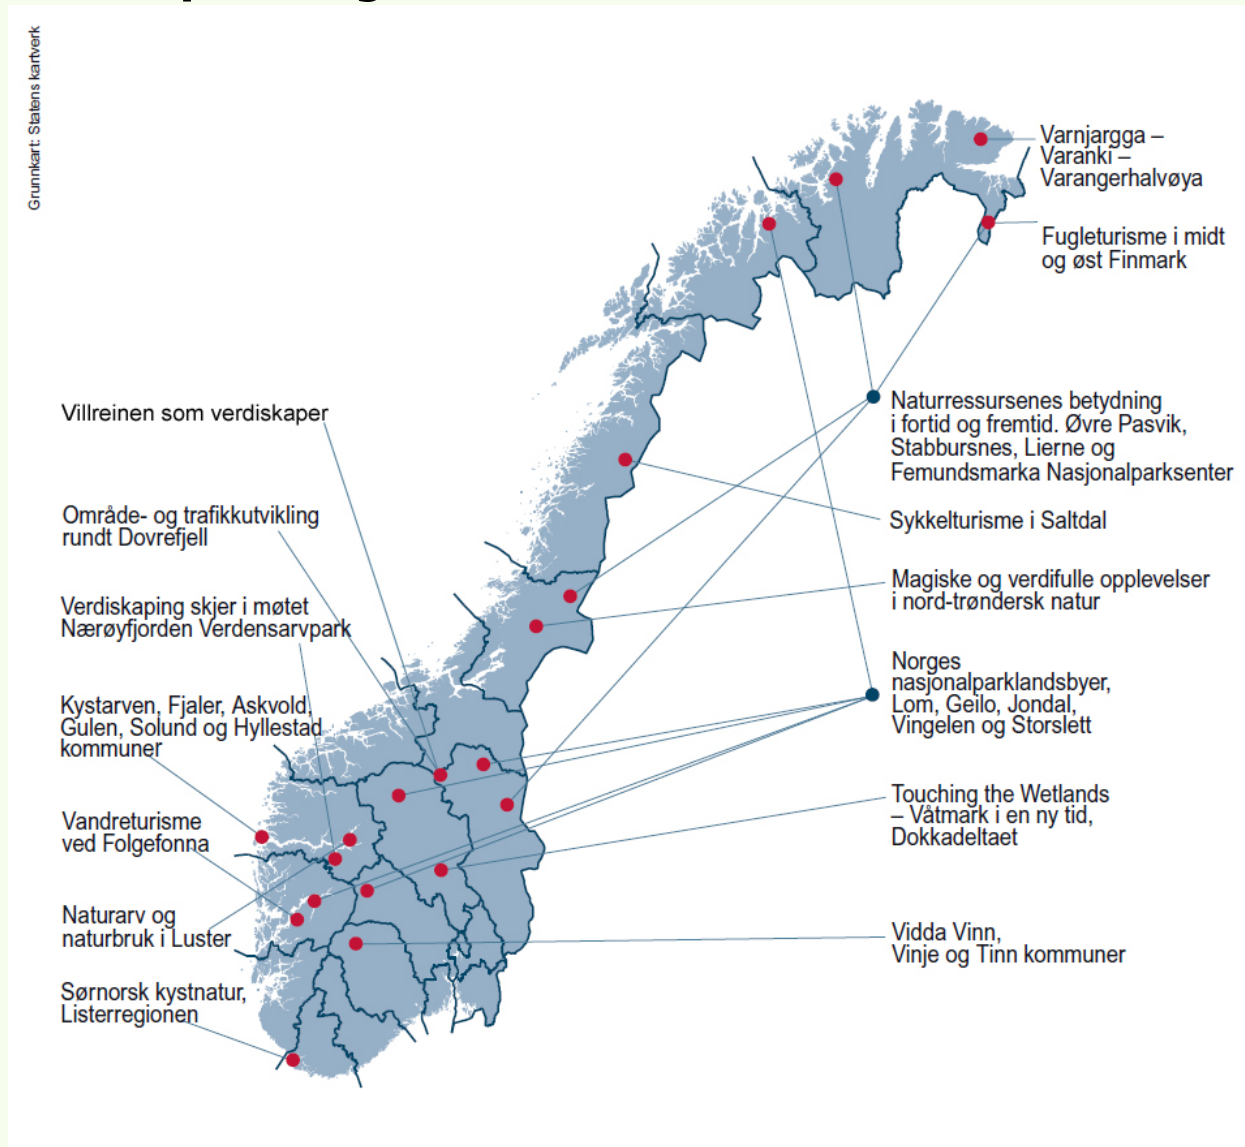 Grunnkart: Statens kartverk
Varnjargga –
Varanki –
Varangerhalvøya
Fugleturisme i midt
og øst Finmark
Villreinen som verdiskaper
Naturressursenes betydning
i fortid og fremtid. Øvre Pasvik,
Stabbursnes, Lierne og
Femundsmarka Nasjonalparksenter
Område- og trafikkutvikling
rundt Dovrefjell
Sykkelturisme i Saltdal
Magiske og verdifulle opplevelser
i nord-trøndersk natur
Verdiskaping skjer i møtet
Nærøyfjorden Verdensarvpark
Norges
nasjonalparklandsbyer,
Lom, Geilo, Jondal,
Vingelen og Storslett
Kystarven, Fjaler, Askvold,
Gulen, Solund og Hyllestad
kommuner
Touching the Wetlands
– Våtmark i en ny tid,
Dokkadeltaet
Vandreturisme
ved Folgefonna
Naturarv og
naturbruk i Luster
Vidda Vinn,
Vinje og Tinn kommuner
Sørnorsk kystnatur,
Listerregionen